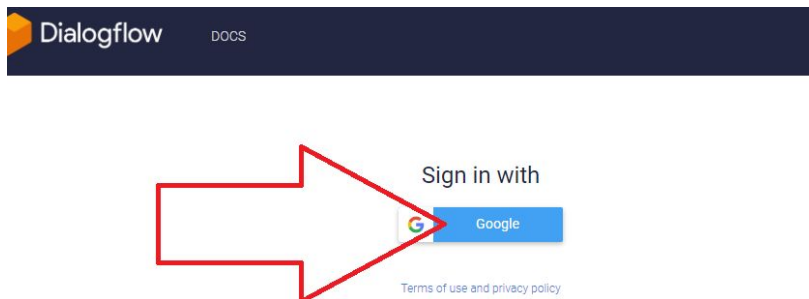 Dialogflow DOCS
Sign in with
Google
Terms of use and privacy policy